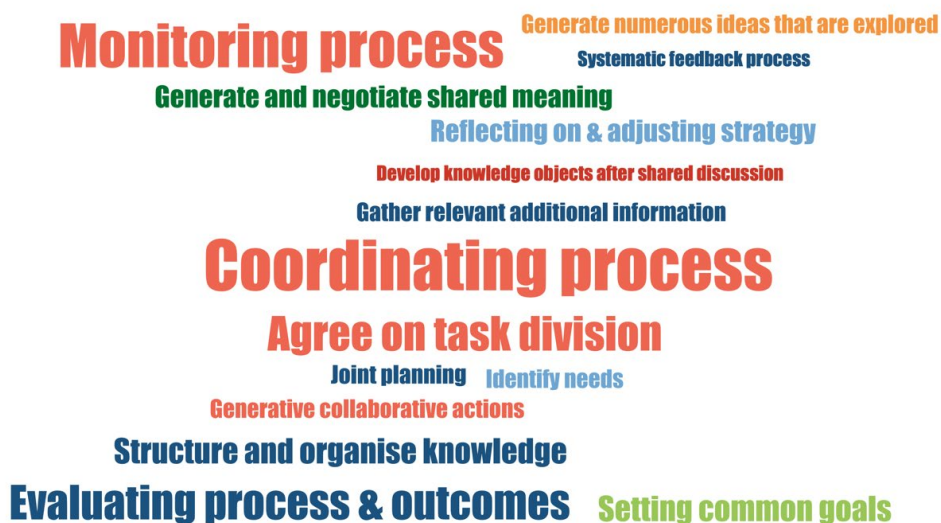 Generate numerous ideas that are explored
Monitoring process
Systematic feedback process
Generate and negotiate shared meaning
Reflecting on & adjusting strategy
Develop knowledge objects after shared discussion
Gather relevant additional information
Coordinating process
Agree on task division
Joint planning
Identify needs
Generative collaborative actions
Structure and organise knowledge
Evaluating process & outcomes
Setting common goals